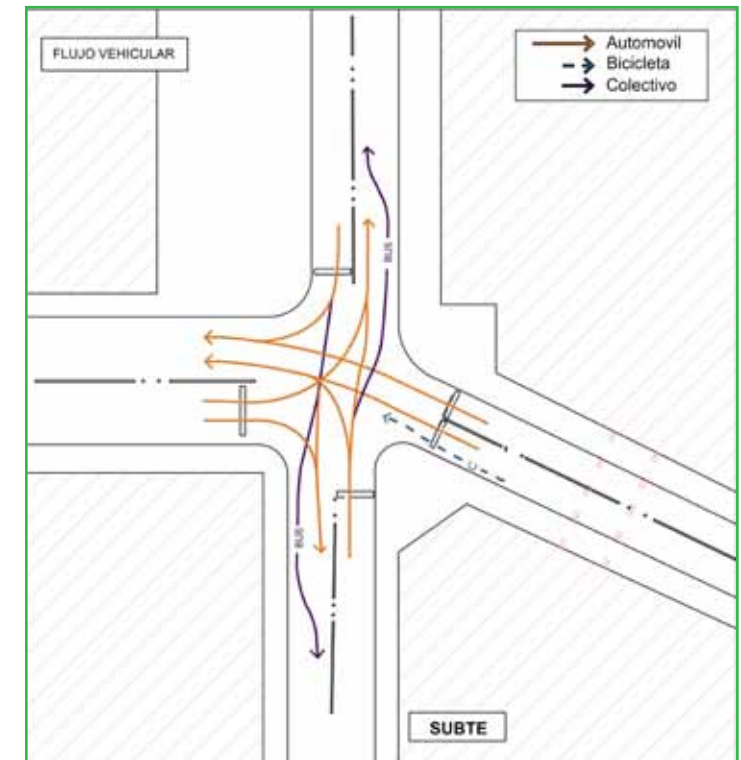 FLUJO VEHICULAR
Automovil
Bicicleta
Colectivo
BUS
BUS
SUBTE